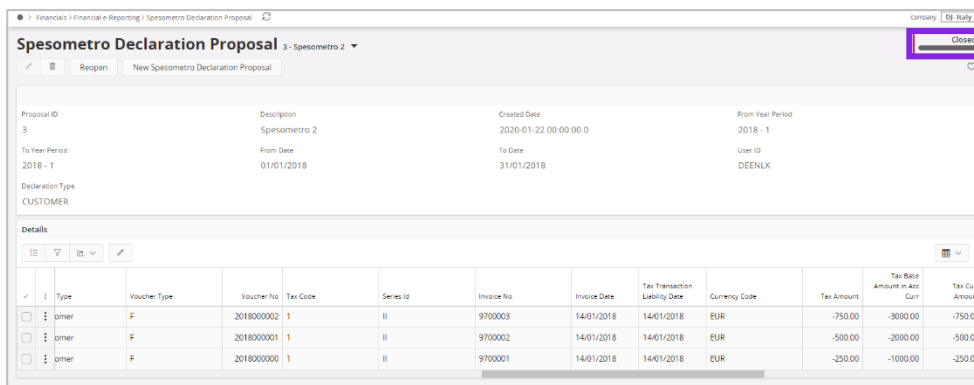 Financials > Financial e-Reporting > Spesometro Declaration Proposal Company DJ- Italy
Spesometro Declaration Proposal 3 - Spesometro 2 Closed
Reopen New Spesometro Declaration Proposal
Proposal ID Description Created Date From Year Period
3 Spesometro 2 2020-01-22 00:00:00.0 2018 - 1
To Year Period From Date To Date User ID
2018 - 1 01/01/2018 31/01/2018 DEENLK
Declaration Type
CUSTOMER
Details
Tax Base
Tax Transaction Amount in Acc Tax Cu
Type Voucher Type Voucher No Tax Code Series Id Invoice No Invoice Date Liability Date Currency Code Tax Amount Curr Amou
omer F 2018000002 1 II 9700003 14/01/2018 14/01/2018 EUR -750.00 -3000.00 -750.0
omer F 2018000001 1 II 9700002 14/01/2018 14/01/2018 EUR -500.00 -2000.00 -500.0
omer F 2018000000 1 II 9700001 14/01/2018 14/01/2018 EUR -250.00 -1000.00 -250.0